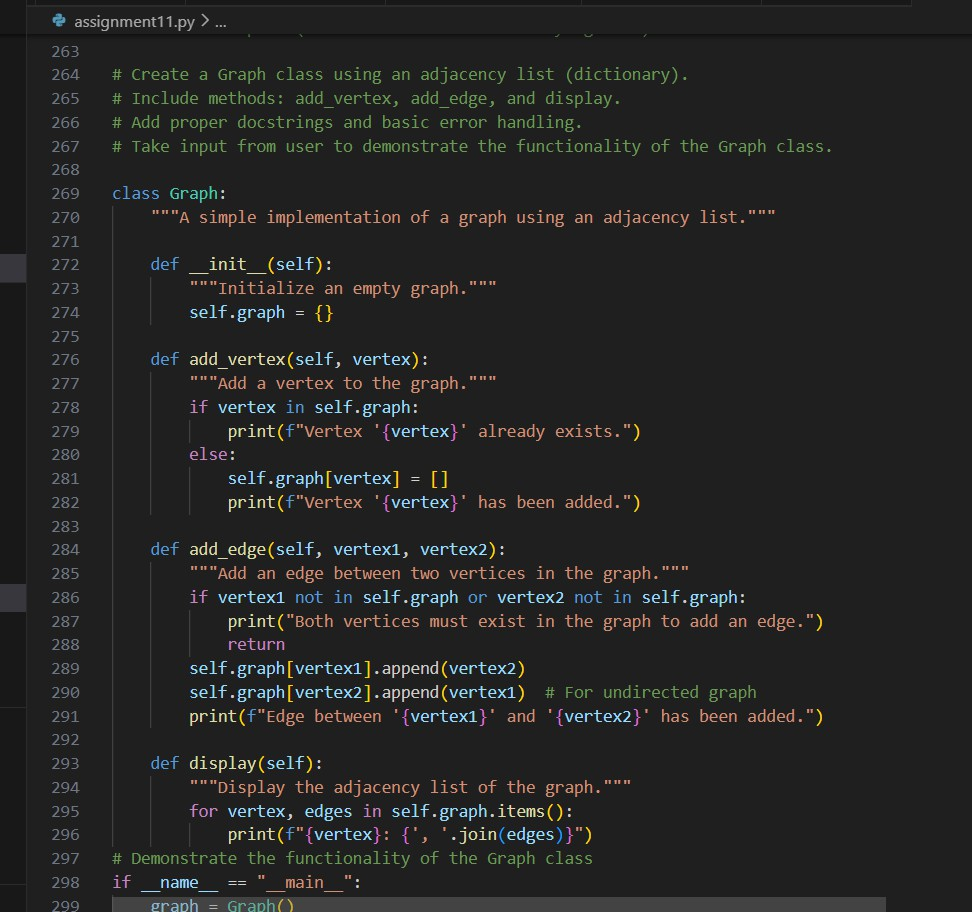 assignment11.py > ...
263
264 # Create a Graph class using an adjacency list (dictionary).
265 # Include methods: add_vertex, add_edge, and display.
266 # Add proper docstrings and basic error handling.
267 # Take input from user to demonstrate the functionality of the Graph class.
268
269 class Graph:
270     """A simple implementation of a graph using an adjacency list."""
271
272     def __init__(self):
273         """Initialize an empty graph."""
274         self.graph = {}
275
276     def add_vertex(self, vertex):
277         """Add a vertex to the graph."""
278         if vertex in self.graph:
279             print(f"Vertex '{vertex}' already exists.")
280         else:
281             self.graph[vertex] = []
282             print(f"Vertex '{vertex}' has been added.")
283
284     def add_edge(self, vertex1, vertex2):
285         """Add an edge between two vertices in the graph."""
286         if vertex1 not in self.graph or vertex2 not in self.graph:
287             print("Both vertices must exist in the graph to add an edge.")
288             return
289         self.graph[vertex1].append(vertex2)
290         self.graph[vertex2].append(vertex1)  # For undirected graph
291         print(f"Edge between '{vertex1}' and '{vertex2}' has been added.")
292
293     def display(self):
294         """Display the adjacency list of the graph."""
295         for vertex, edges in self.graph.items():
296             print(f"{vertex}: {', '.join(edges)}")
297 # Demonstrate the functionality of the Graph class
298 if __name__ == "__main__":
299     graph = Graph()